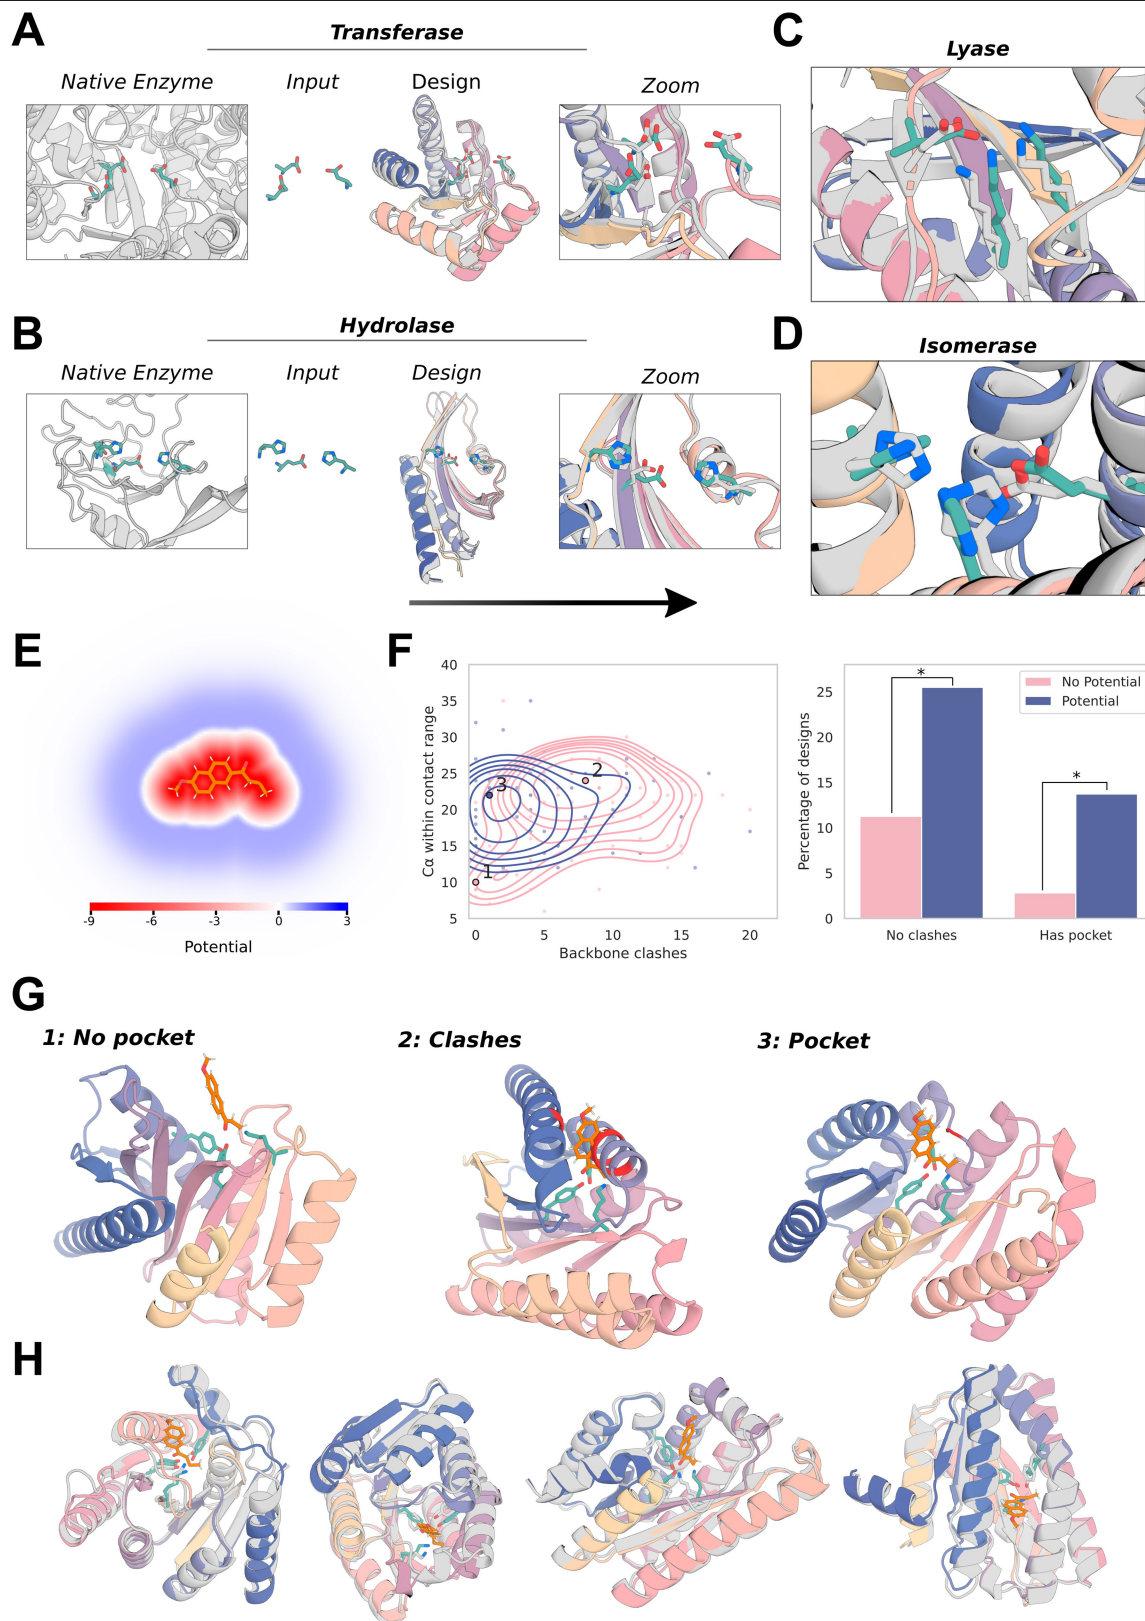 A
Transferase
Native Enzyme
Input
Design
Zoom
C
Lyase
B
Hydrolase
Native Enzyme
Input
Design
Zoom
D
Isomerase
E
-9
-6
-3
0
3
Potential
F
40
35
30
25
20
15
10
5
Cα within contact range
0
5
10
15
20
Backbone clashes
1
2
3
25
20
15
10
5
0
Percentage of designs
No Potential
Potential
*
*
No clashes
Has pocket
G
1: No pocket
2: Clashes
3: Pocket
H